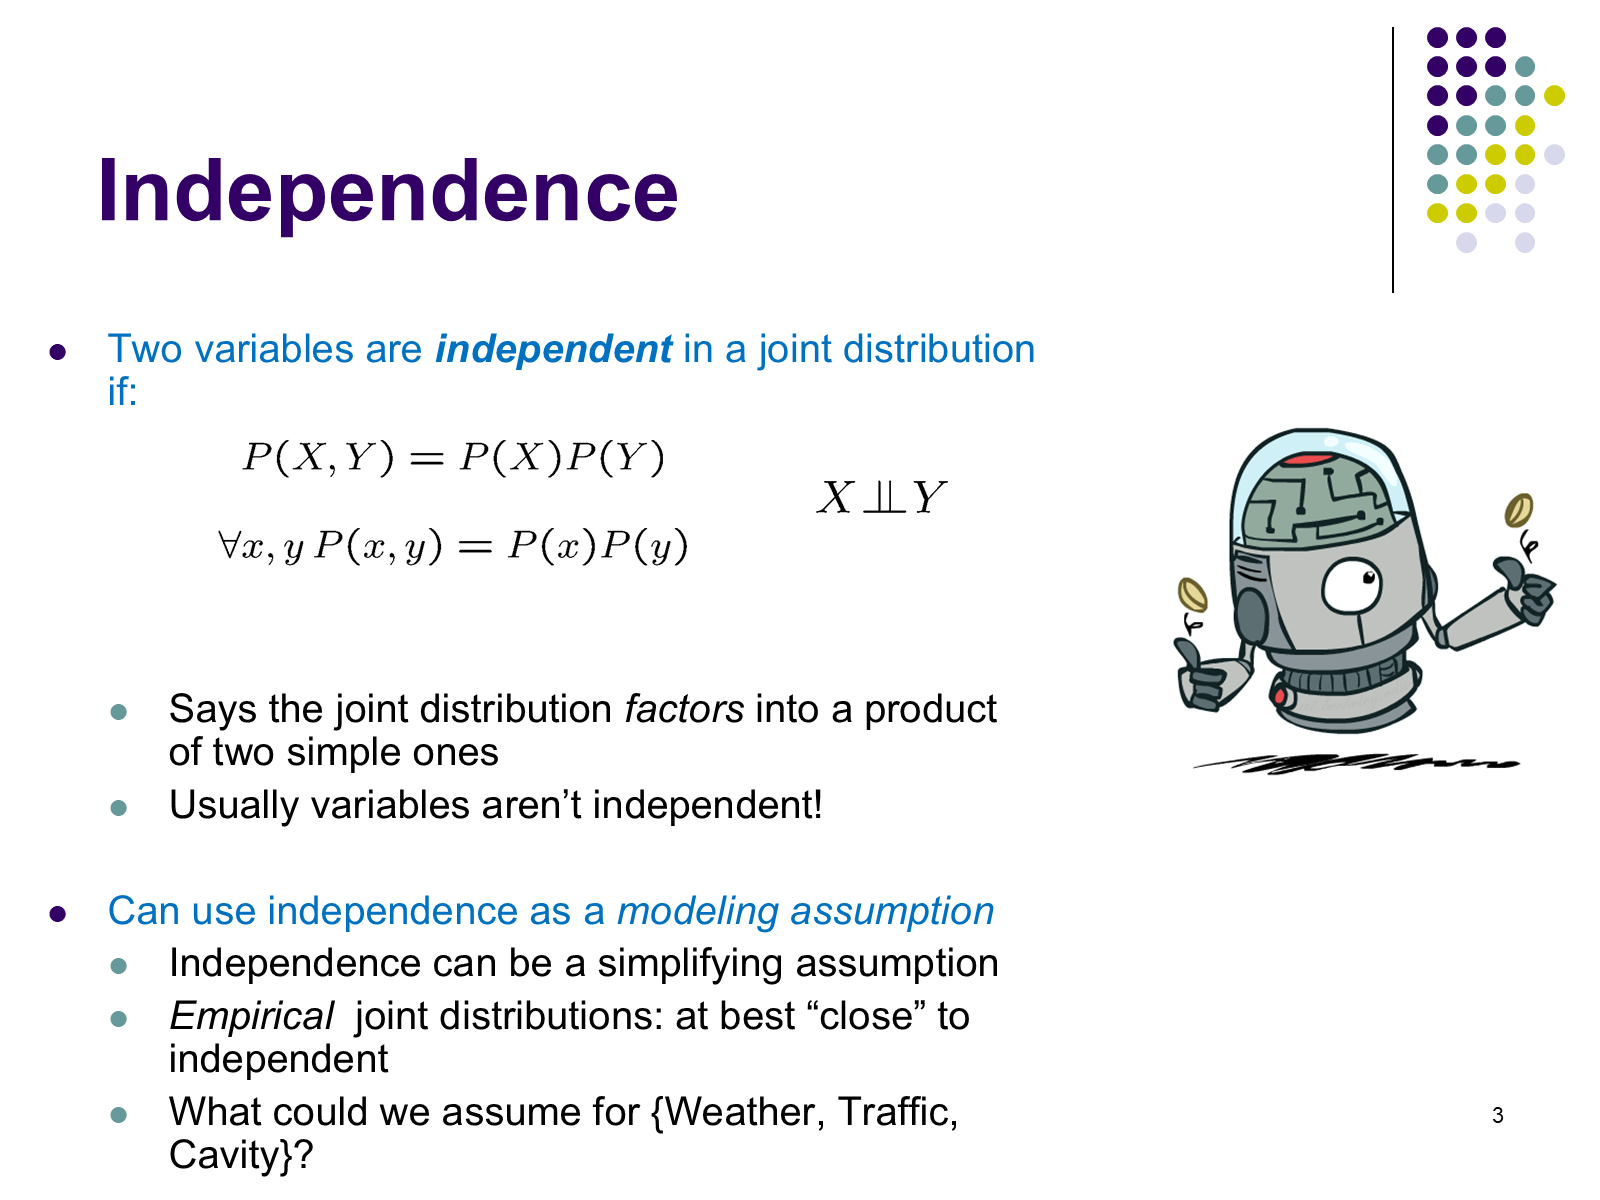 Independence
Two variables are independent in a joint distribution
if:
P(X, Y) = P(X)P(Y)
X ⫫ Y
∀x, y P(x, y) = P(x)P(y)
Says the joint distribution factors into a product
of two simple ones
Usually variables aren’t independent!
Can use independence as a modeling assumption
Independence can be a simplifying assumption
Empirical joint distributions: at best “close” to
independent
What could we assume for {Weather, Traffic,
Cavity}?
3